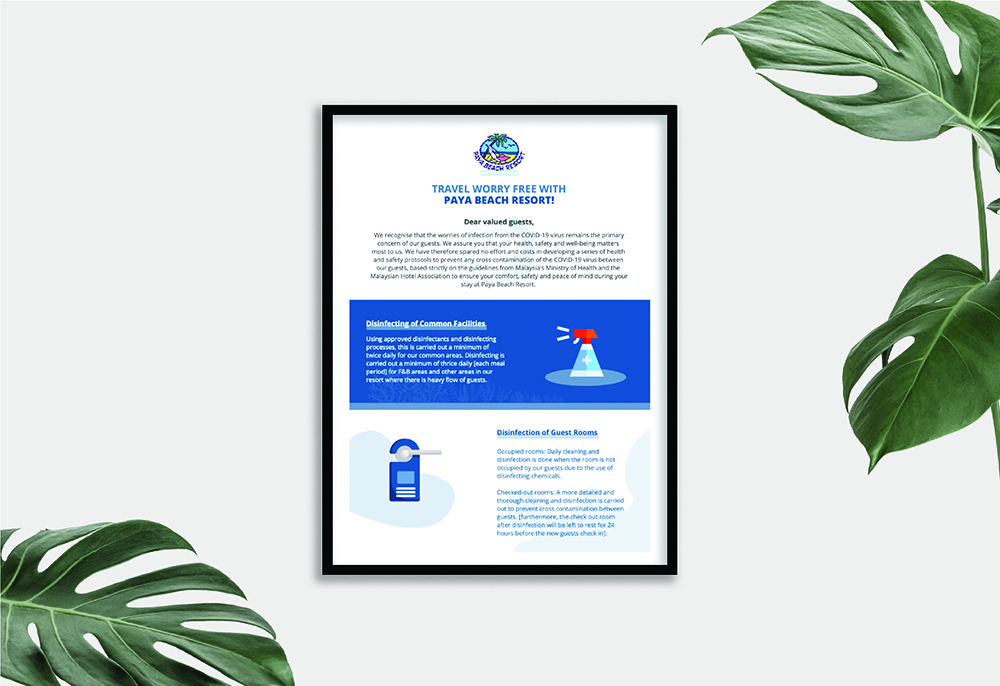 PAYA BEACH RESORT
TRAVEL WORRY FREE WITH
PAYA BEACH RESORT!
Dear valued guests,
We recognise that the worries of infection from the COVID-19 virus remains the primary
concern of our guests. We assure you that your health, safety and well-being matters
most to us. We have therefore spared no effort and costs in developing a series of health
and safety protocols to prevent any cross contamination of the COVID-19 virus between
our guests, based strictly on the guidelines from Malaysia's Ministry of Health and the
Malaysian Hotel Association to ensure your comfort, safety and peace of mind during your
stay at Paya Beach Resort.
Disinfecting of Common Facilities
Using approved disinfectants and disinfecting
processes, this is carried out a minimum of
twice daily for our common areas. Disinfecting is
carried out a minimum of thrice daily [each meal
period] for F&B areas and other areas in our
resort where there is heavy flow of guests.
Disinfection of Guest Rooms
Occupied rooms: Daily cleaning and
disinfection is done when the room is not
occupied by our guests due to the use of
disinfecting chemicals.
Checked-out rooms: A more detailed and
thorough cleaning and disinfection is carried
out to prevent cross contamination between
guests. [furthermore, the check out room
after disinfection will be left to rest for 24
hours before the new guests check in].